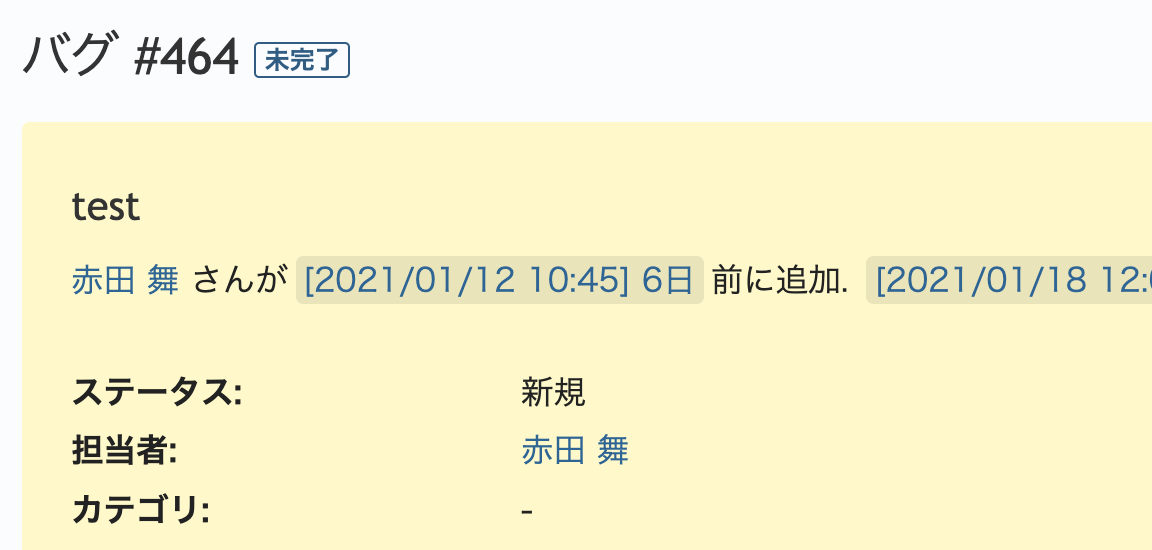 バグ #464 未完了
test
赤田 舞 さんが [2021/01/12 10:45] 6日 前に追加. [2021/01/18 12:
ステータス: 新規
担当者: 赤田 舞
カテゴリ: -